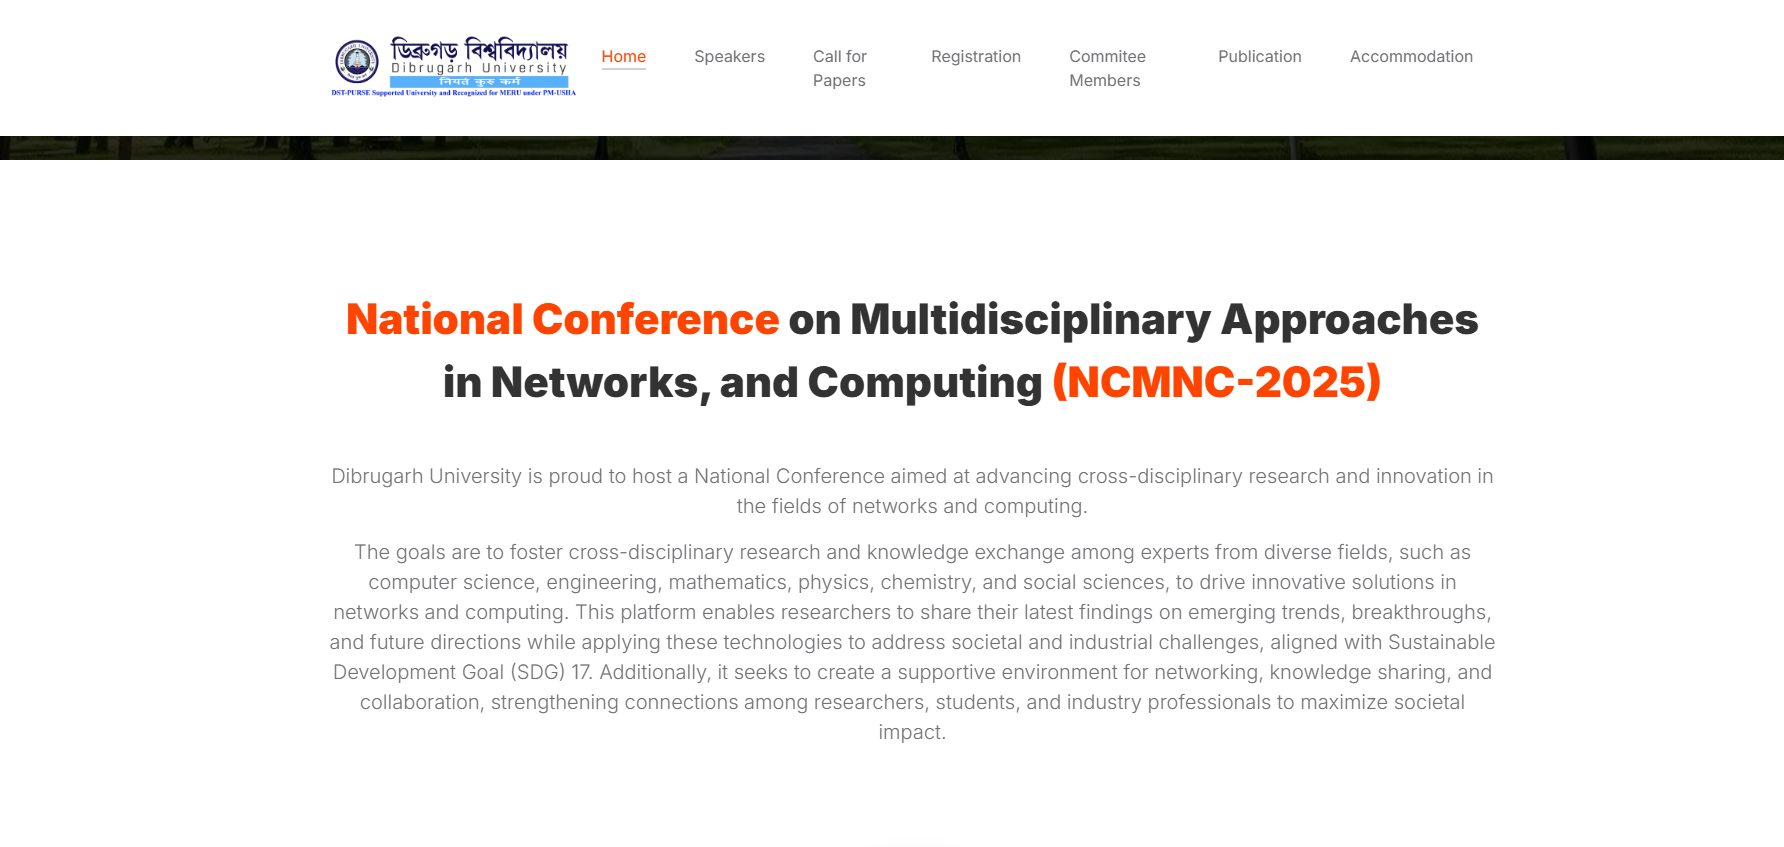 ডিব্রুগড় বিশ্ববিদ্যালয়
Dibrugarh University
नियतं कुरु कर्म
DST-PURSE Supported University and Recognized for MERU under PM-USHA
Home
Speakers
Call for
Papers
Registration
Commitee
Members
Publication
Accommodation
National Conference on Multidisciplinary Approaches
in Networks, and Computing (NCMNC-2025)
Dibrugarh University is proud to host a National Conference aimed at advancing cross-disciplinary research and innovation in
the fields of networks and computing.
The goals are to foster cross-disciplinary research and knowledge exchange among experts from diverse fields, such as
computer science, engineering, mathematics, physics, chemistry, and social sciences, to drive innovative solutions in
networks and computing. This platform enables researchers to share their latest findings on emerging trends, breakthroughs,
and future directions while applying these technologies to address societal and industrial challenges, aligned with Sustainable
Development Goal (SDG) 17. Additionally, it seeks to create a supportive environment for networking, knowledge sharing, and
collaboration, strengthening connections among researchers, students, and industry professionals to maximize societal
impact.